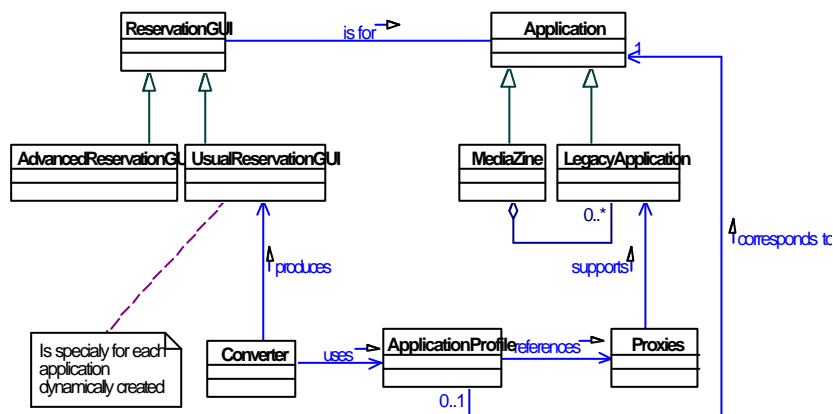 ReservationGUI
is for
Application
1
AdvancedReservationGU
UsualReservationGUI
MediaZine
LegacyApplication
0..*
corresponds to
produces
supports
Is specialy for each
application
dynamically created
Converter
uses
ApplicationProfile
references
Proxies
0..1